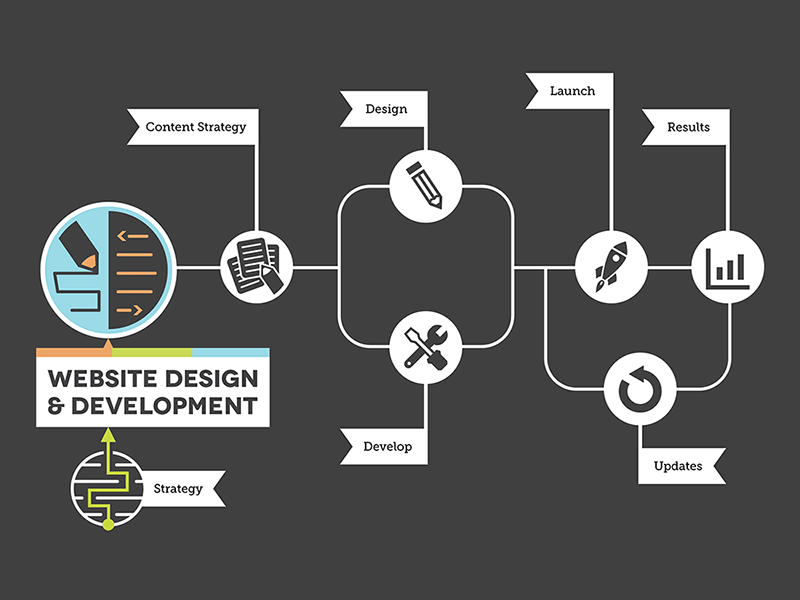 Content Strategy
Design
Launch
Results
WEBSITE DESIGN
& DEVELOPMENT
Develop
Updates
Strategy